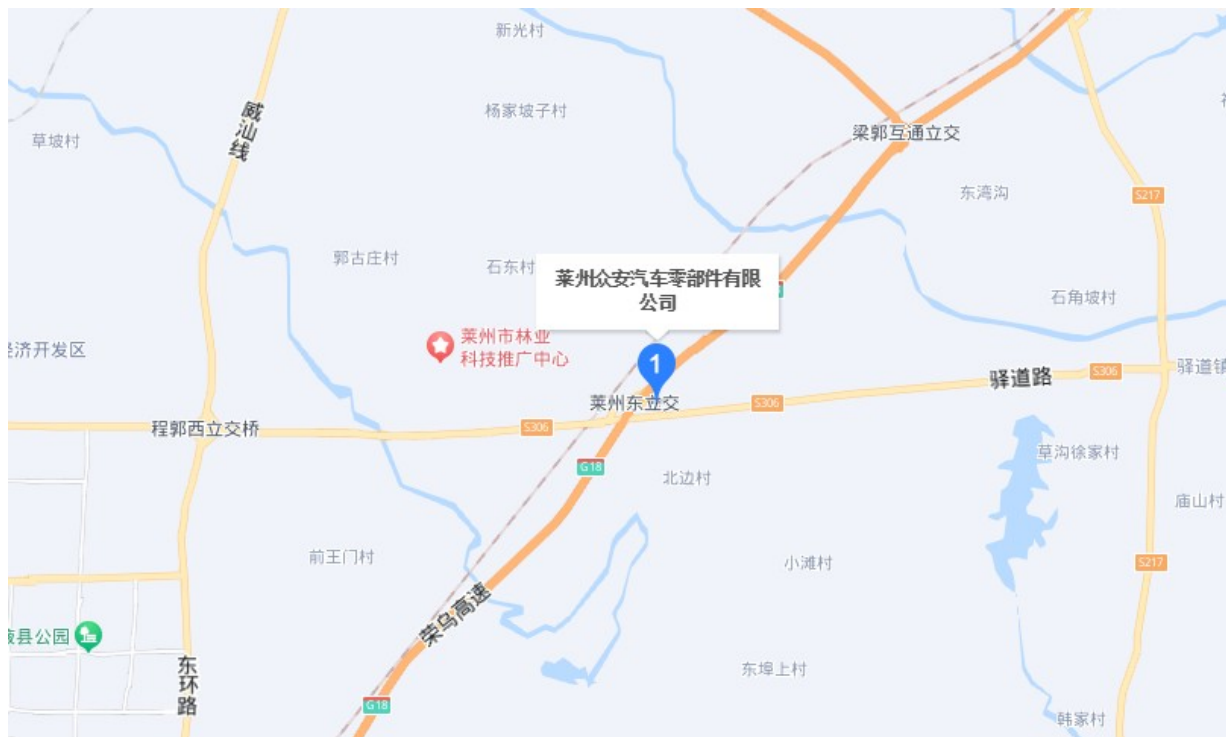 新光村
威汕线
杨家坡子村
草坡村
梁郭互通立交
东湾沟
S217
郭古庄村
石东村
莱州众安汽车零部件有限
公司
石角坡村
莱州市林业
科技推广中心
经济开发区
1
驿道路
S306
驿道镇
莱州东立交
S306
程郭西立交桥
S306
草沟徐家村
G18
北边村
庙山村
前王门村
小滩村
S217
荣乌高速
掖县公园
东环路
东埠上村
G18
韩家村